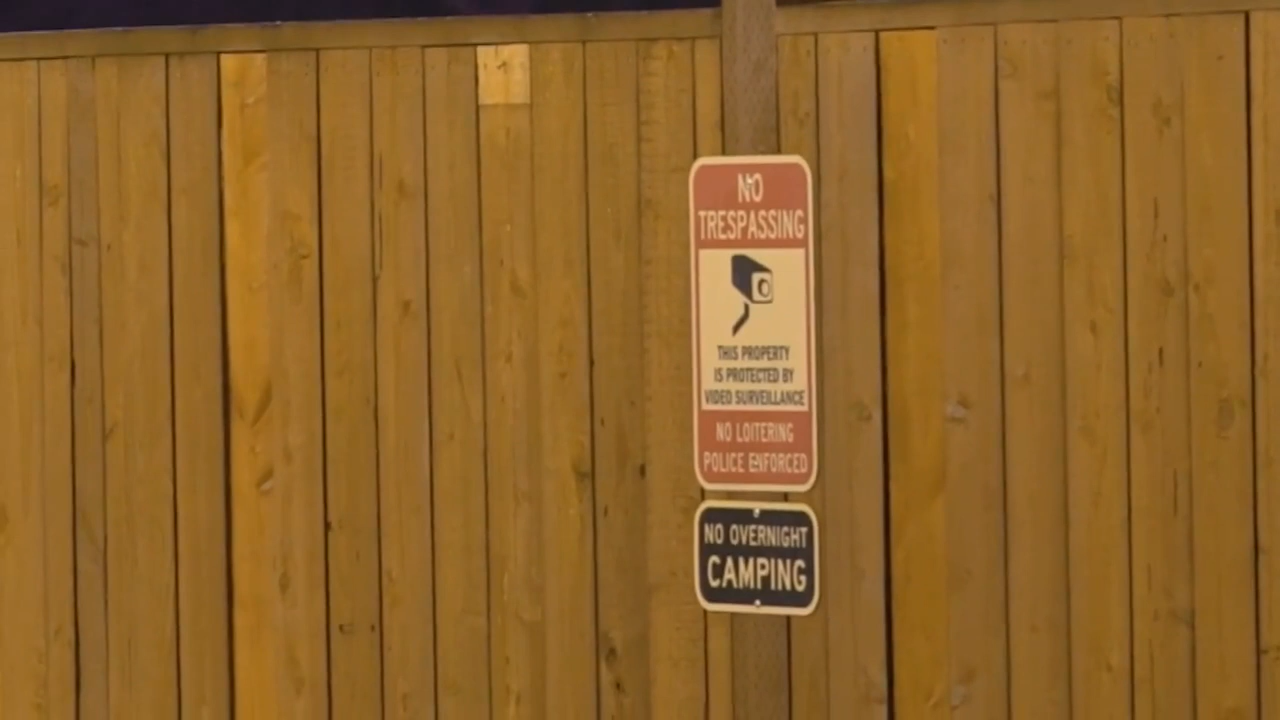 NO
TRESPASSING
THIS PROPERTY
IS PROTECTED BY
VIDEO SURVEILLANCE
NO LOITERING
POLICE ENFORCED
NO OVERNIGHT
CAMPING